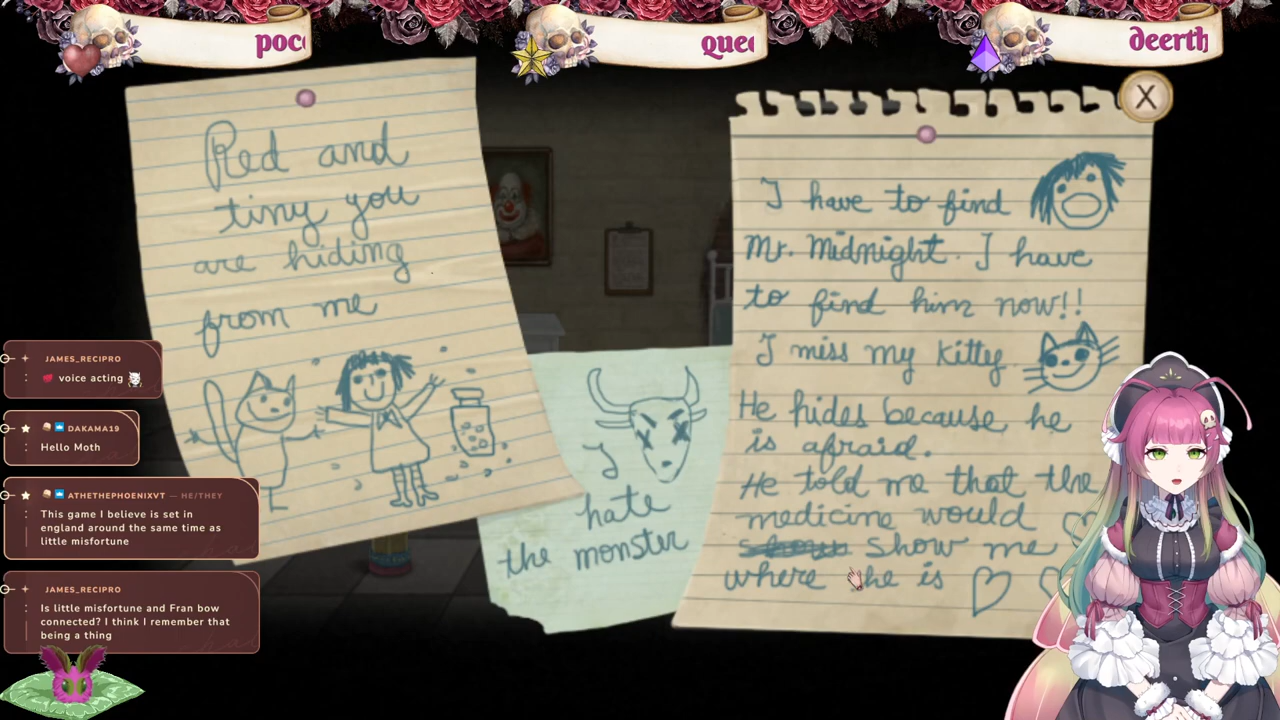 poc
que
deerth
Red and
tiny you
are hiding
from me
I
hate
the monster
I have to find
Mr. Midnight. I have
to find him now!!
I miss my Kitty
He hides because he
is afraid.
He told me that the
medicine would
show me
where he is
X
JAMES_RECIPRO
voice acting
DAKAMA19
Hello Moth
ATHETHEPHOENIXVT — HE/THEY
This game I believe is set in
england around the same time as
little misfortune
JAMES_RECIPRO
Is little misfortune and Fran bow
connected? I think I remember that
being a thing